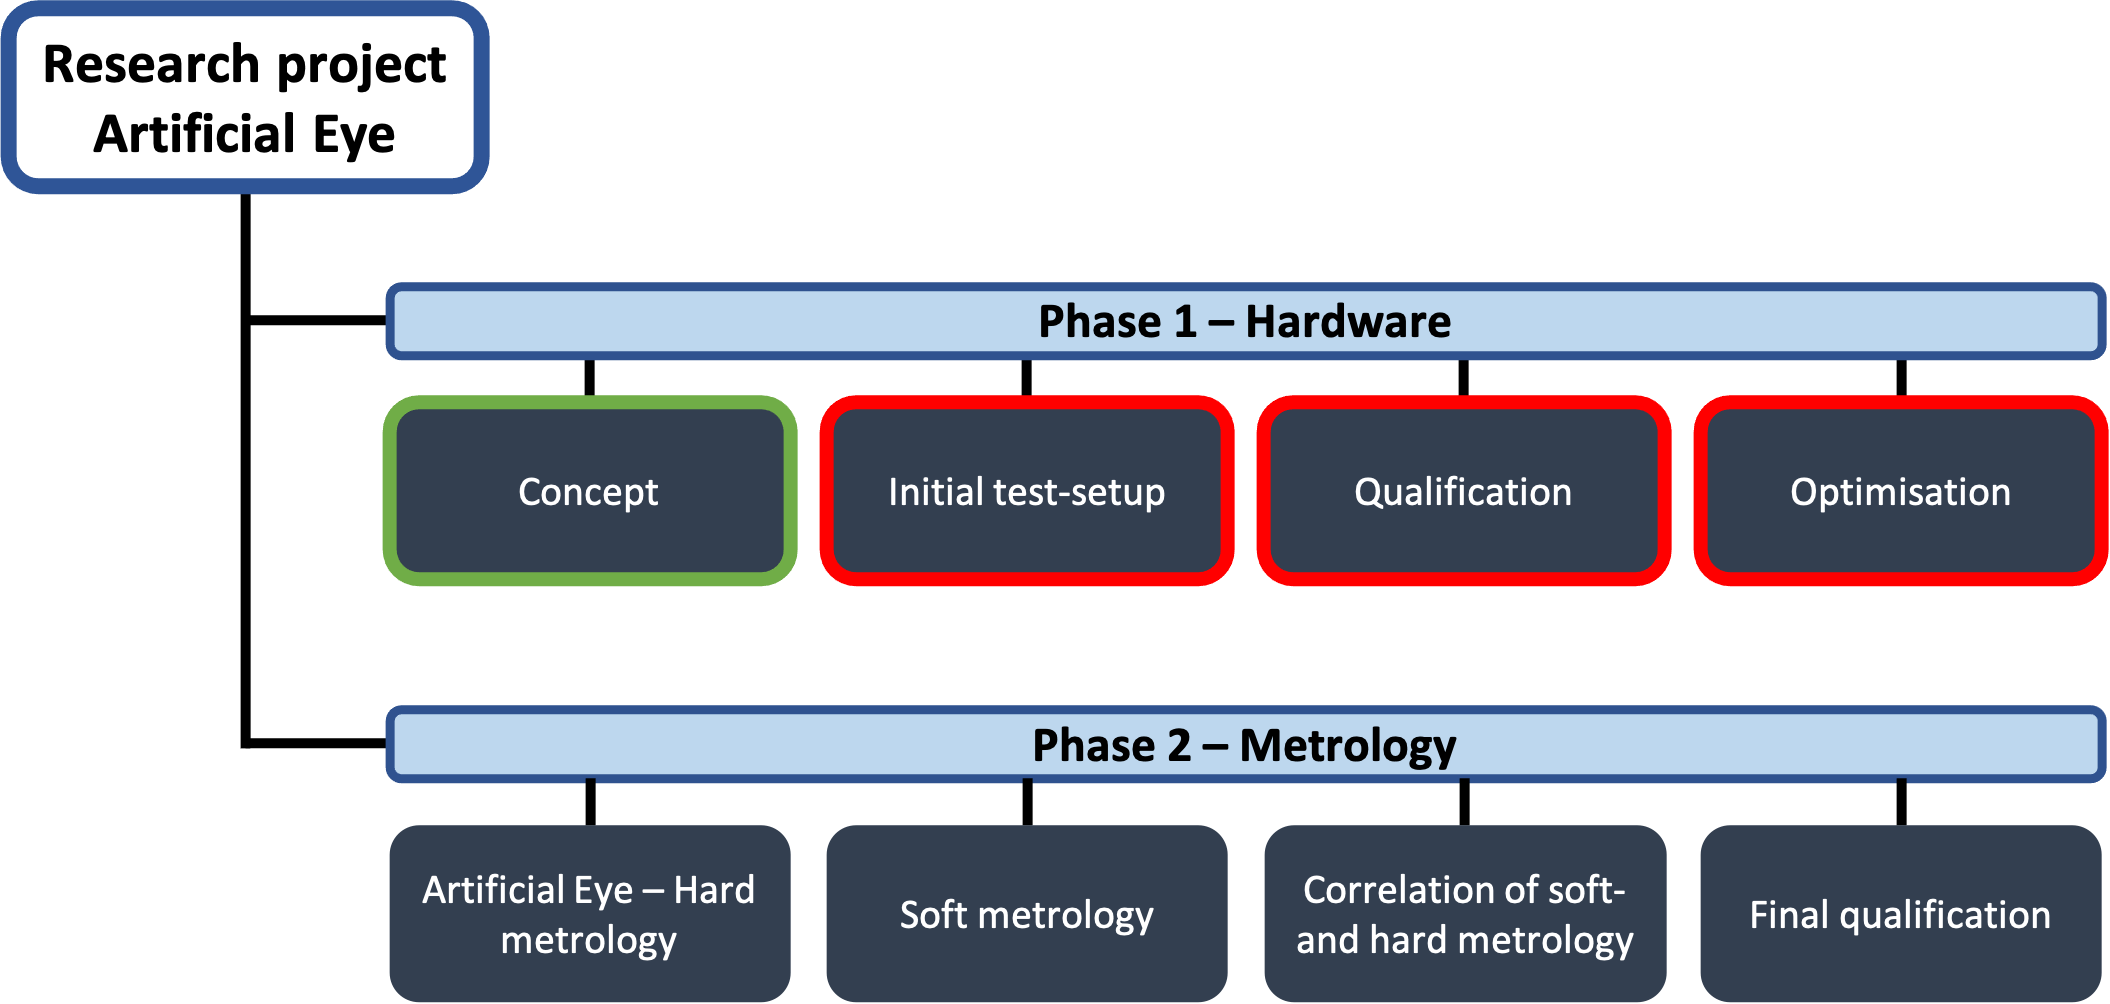 Research project
Artificial Eye
Phase 1 – Hardware
Concept
Initial test-setup
Qualification
Optimisation
Phase 2 – Metrology
Artificial Eye – Hard
metrology
Soft metrology
Correlation of soft-
and hard metrology
Final qualification